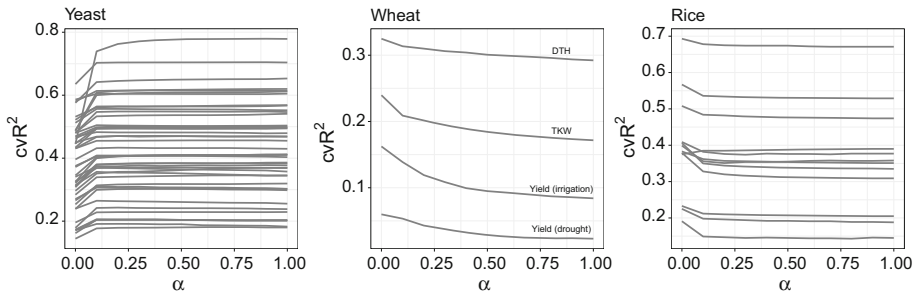 Yeast
0.8
0.6
0.4
0.2
cvR²
0.00 0.25 0.50 0.75 1.00
α
Wheat
0.3
0.2
0.1
cvR²
DTH
TKW
Yield (irrigation)
Yield (drought)
0.00 0.25 0.50 0.75 1.00
α
Rice
0.7
0.6
0.5
0.4
0.3
0.2
cvR²
0.00 0.25 0.50 0.75 1.00
α